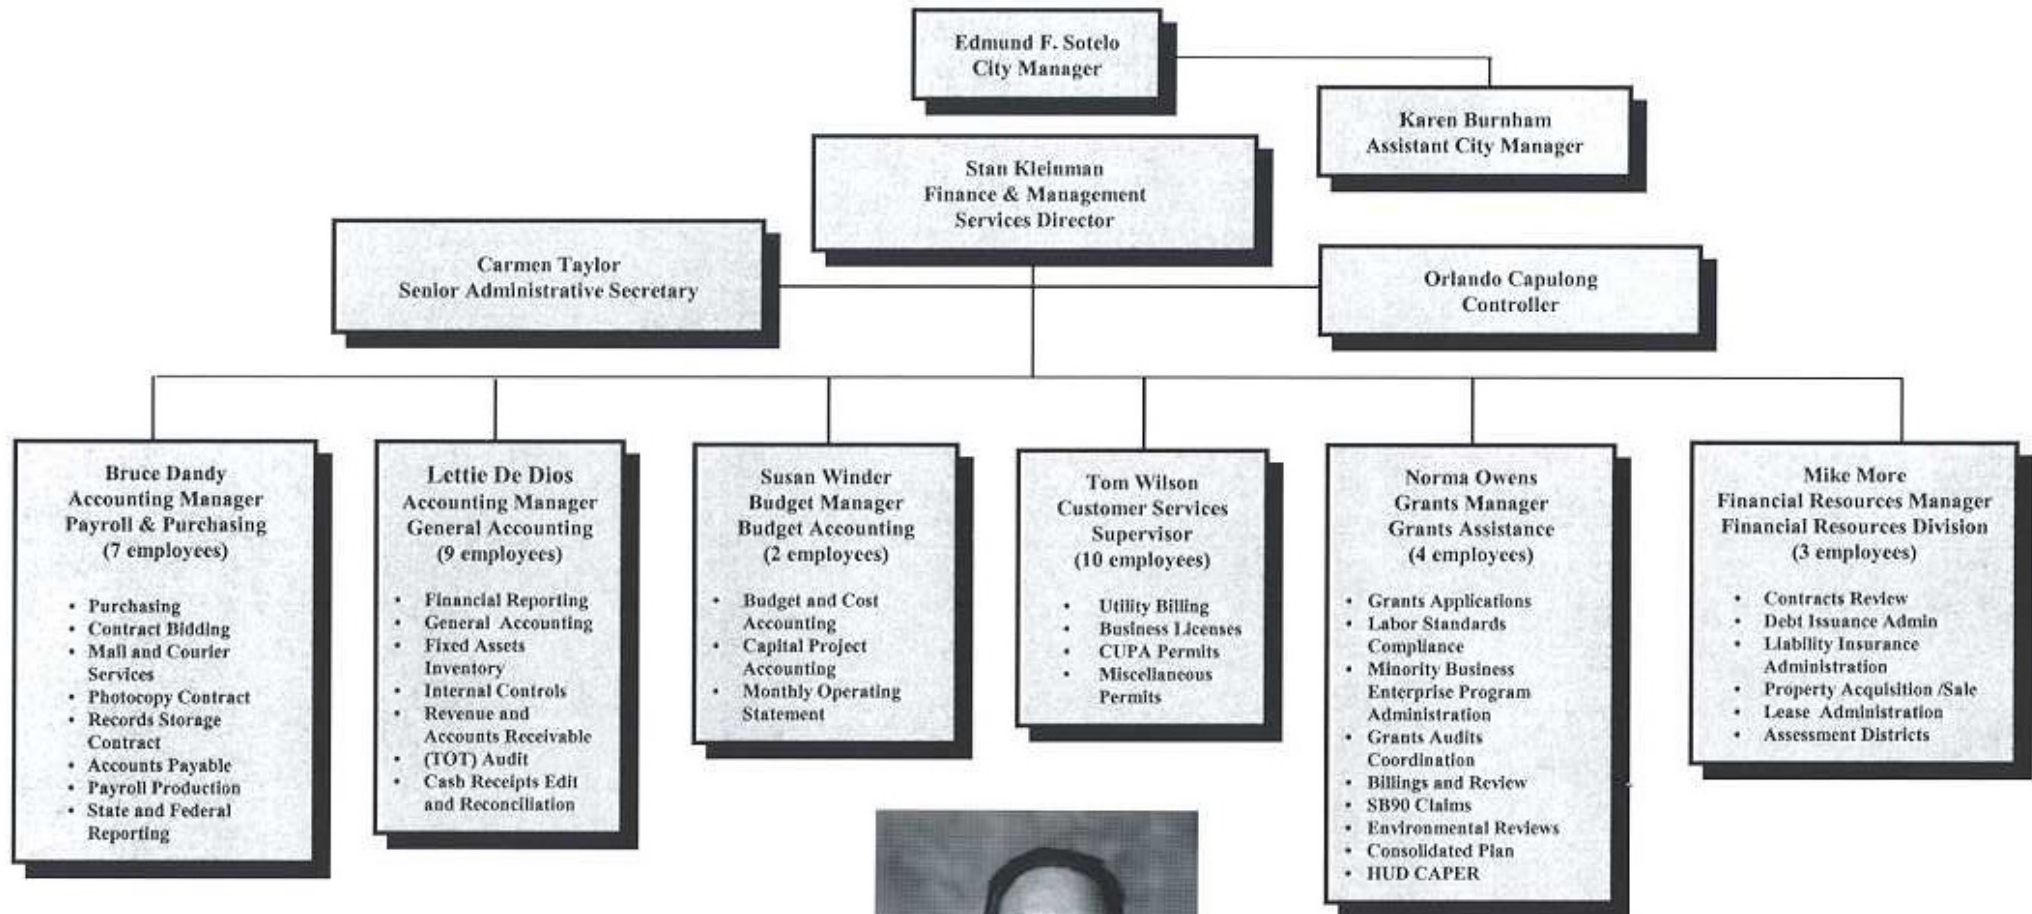 Edmund F. Sotelo
City Manager
Karen Burnham
Assistant City Manager
Stan Kleinman
Finance & Management
Services Director
Carmen Taylor
Senior Administrative Secretary
Orlando Capulong
Controller
Bruce Dandy
Accounting Manager
Payroll & Purchasing
(7 employees)
• Purchasing
• Contract Bidding
• Mail and Courier
Services
• Photocopy Contract
• Records Storage
Contract
• Accounts Payable
• Payroll Production
• State and Federal
Reporting
Lettie De Dios
Accounting Manager
General Accounting
(9 employees)
• Financial Reporting
• General Accounting
• Fixed Assets
Inventory
• Internal Controls
• Revenue and
Accounts Receivable
• (TOT) Audit
• Cash Receipts Edit
and Reconciliation
Susan Winder
Budget Manager
Budget Accounting
(2 employees)
• Budget and Cost
Accounting
• Capital Project
Accounting
• Monthly Operating
Statement
Tom Wilson
Customer Services
Supervisor
(10 employees)
• Utility Billing
• Business Licenses
• CUPA Permits
• Miscellaneous
Permits
Norma Owens
Grants Manager
Grants Assistance
(4 employees)
• Grants Applications
• Labor Standards
Compliance
• Minority Business
Enterprise Program
Administration
• Grants Audits
Coordination
• Billings and Review
• SB90 Claims
• Environmental Reviews
• Consolidated Plan
• HUD CAPER
Mike More
Financial Resources Manager
Financial Resources Division
(3 employees)
• Contracts Review
• Debt Issuance Admin
• Liability Insurance
Administration
• Property Acquisition /Sale
• Lease Administration
• Assessment Districts